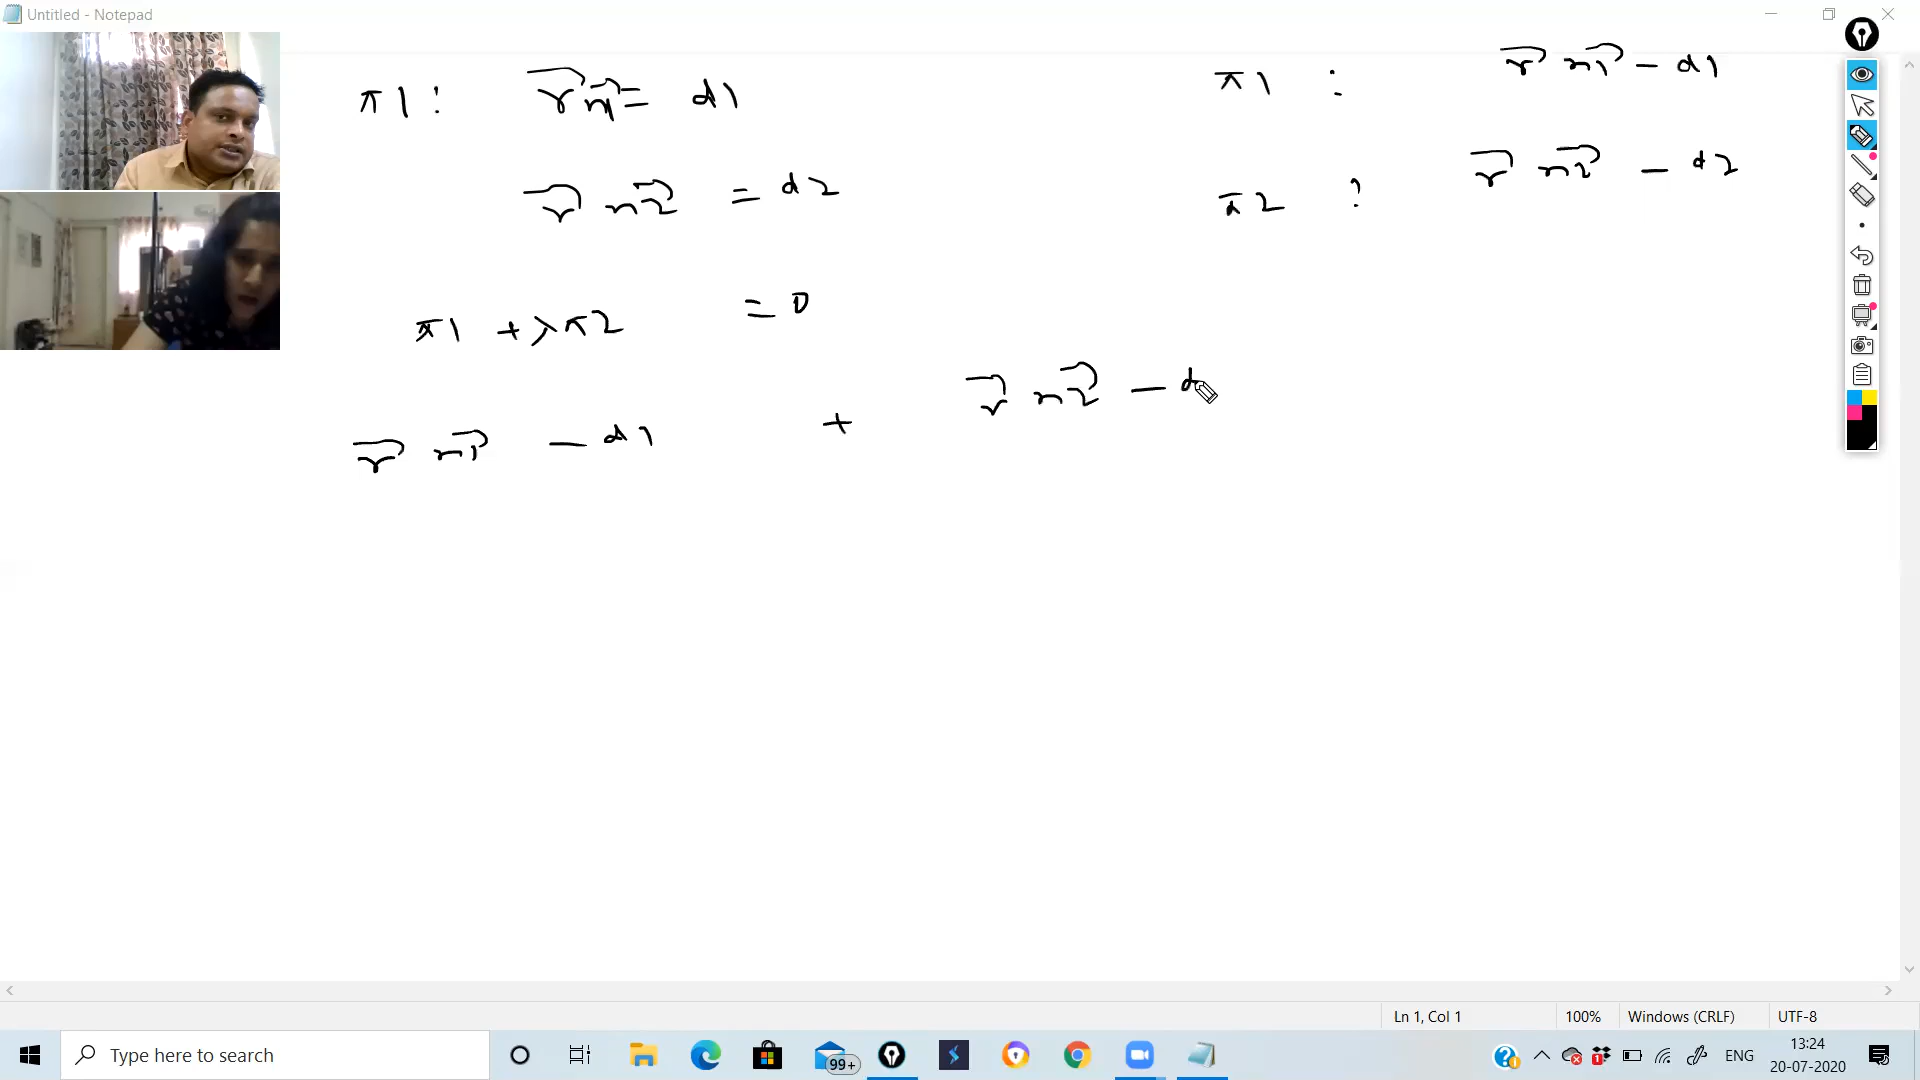 Untitled - Notepad
π1 : r⃗ n⃗1 = d1
r⃗ n⃗2 = d2
π1 + λπ2 = 0
r⃗ n⃗1 – d1 + r⃗ n⃗2 – d
π1 : r⃗ n⃗1 – d1
π2 : r⃗ n⃗2 – d2
Ln 1, Col 1 100% Windows (CRLF) UTF-8
Type here to search
99+
ENG
13:24
20-07-2020